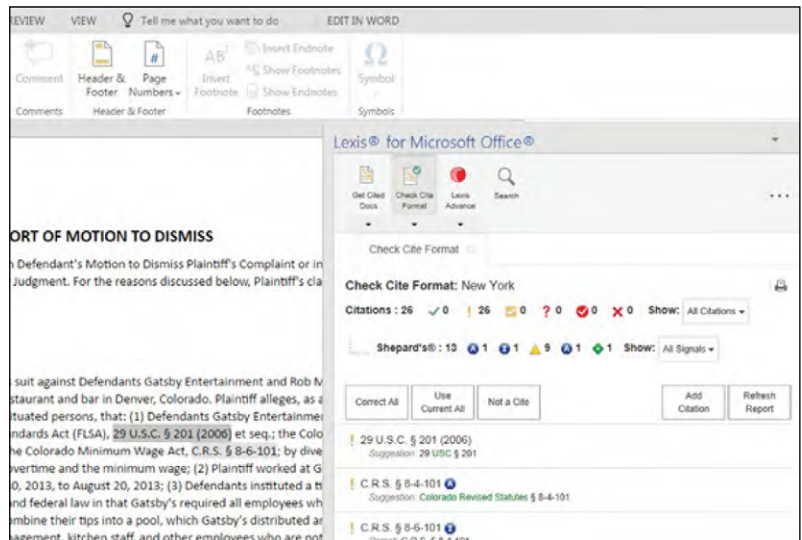 REVIEW VIEW Tell me what you want to do EDIT IN WORD
Comment
Header & Footer
Page Numbers
AB Insert Footnote
Insert Endnote
Show Footnotes
Show Endnotes
Ω Symbol
Comments Header & Footer Footnotes Symbols
Lexis® for Microsoft Office®
Get Cited Docs
Check Cite Format
Lexis Advance
Search
...
Check Cite Format
Check Cite Format: New York
Citations : 26 0 ! 26 0 ? 0 0 0 Show: All Citations
Shepard's® : 13 A 1 1 9 A 1 1 Show: All Signals
Correct All
Use Current All
Not a Cite
Add Citation
Refresh Report
! 29 U.S.C. § 201 (2006)
Suggestion: 29 USC § 201
! C.R.S. § 8-4-101 A
Suggestion: Colorado Revised Statutes § 8-4-101
! C.R.S. § 8-6-101
ORT OF MOTION TO DISMISS
n Defendant's Motion to Dismiss Plaintiff's Complaint or in
Judgment. For the reasons discussed below, Plaintiff's cla
suit against Defendants Gatsby Entertainment and Rob M
staurant and bar in Denver, Colorado. Plaintiff alleges, as a
ituated persons, that: (1) Defendants Gatsby Entertainme
ndards Act (FLSA), 29 U.S.C. § 201 (2006) et seq.; the Colo
he Colorado Minimum Wage Act, C.R.S. § 8-6-101; by dive
overtime and the minimum wage; (2) Plaintiff worked at G
0, 2013, to August 20, 2013; (3) Defendants instituted a ti
and federal law in that Gatsby's required all employees wh
ombine their tips into a pool, which Gatsby's distributed ar
agement, kitchen staff, and other employees who are not